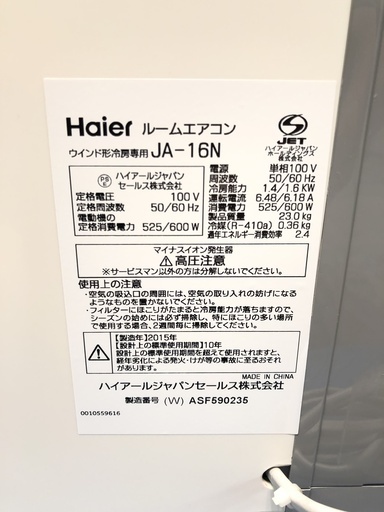 Haier ルームエアコン
ウインド形冷房専用 JA-16N
PSE ハイアールジャパン
セールス株式会社
定格電圧 100V
定格周波数 50/60 Hz
電動機の
定格消費電力 525/600 W
JET
ハイアールジャパン
ホールディングス
株式会社
電源 単相100V
周波数 50/60 Hz
冷房能力 1.4/1.6 KW
運転電流 6.48/6.18 A
消費電力 525/600 W
製品質量 23.0 kg
冷媒(R-410a) 0.36 kg
通年エネルギー消費効率 2.4
マイナスイオン発生器
高圧注意
※サービスマン以外の方は分解しないでください。
使用上の注意
・空気の吸込口の周囲には、空気の取り入れの妨げになる
ようなものを置かないでください。
・フィルターにほこりがたまると冷房能力が落ちますので、
シーズンの始めには必ず掃除し、特にほこりの多い場所
で使用する場合、2週間毎に掃除してください。
【製造年】2015年
【設計上の標準使用期間】10年
設計上の標準使用期間を超えて使用されますと、
経年劣化による発火・けが等の事故に至るおそれ
があります。
MADE IN CHINA
ハイアールジャパンセールス株式会社
製造番号 (W) ASF590235
0010559616